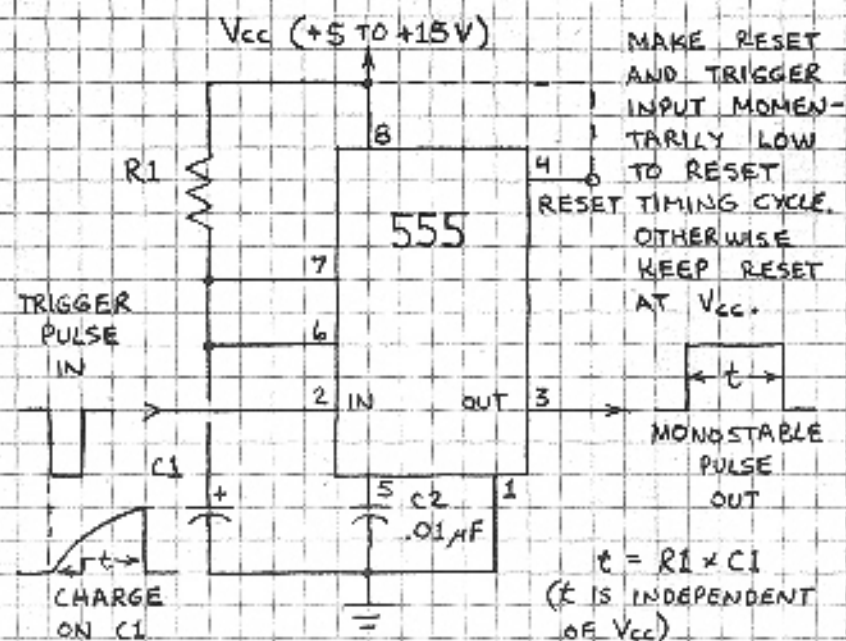 Vcc (+5 TO +15V)
MAKE RESET
AND TRIGGER
INPUT MOMEN-
TARILY LOW
TO RESET
TIMING CYCLE.
OTHERWISE
KEEP RESET
AT Vcc.
8
R1
4
RESET
555
7
TRIGGER
PULSE
IN
6
2 IN
OUT 3
t
MONOSTABLE
PULSE
OUT
C1
+
5
C2
.01µF
1
t
CHARGE
ON C1
t = R1 × C1
(t IS INDEPENDENT
OF Vcc)